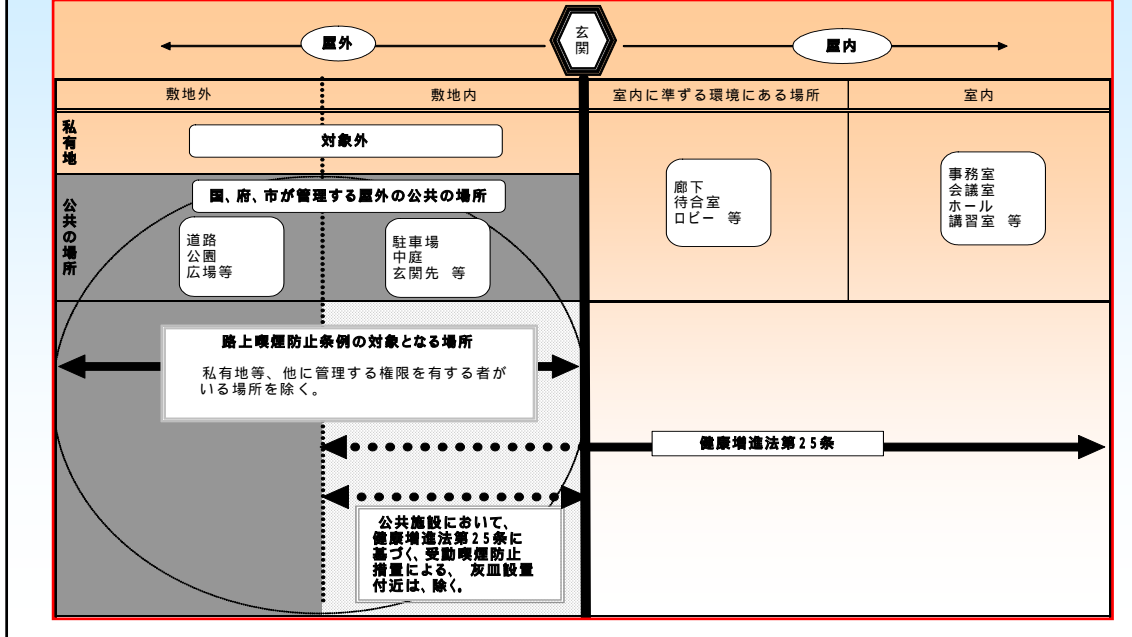 屋外
玄
関
屋内
敷地外
敷地内
室内に準ずる環境にある場所
室内
私有地
対象外
公共の場所
国、府、市が管理する屋外の公共の場所
道路
公園
広場等
駐車場
中庭
玄関先 等
廊下
待合室
ロビー 等
事務室
会議室
ホール
講習室 等
路上喫煙防止条例の対象となる場所
私有地等、他に管理する権限を有する者が
いる場所を除く。
健康増進法第25条
公共施設において、
健康増進法第25条に
基づく、受動喫煙防止
措置による、 灰皿設置
付近は、除く。